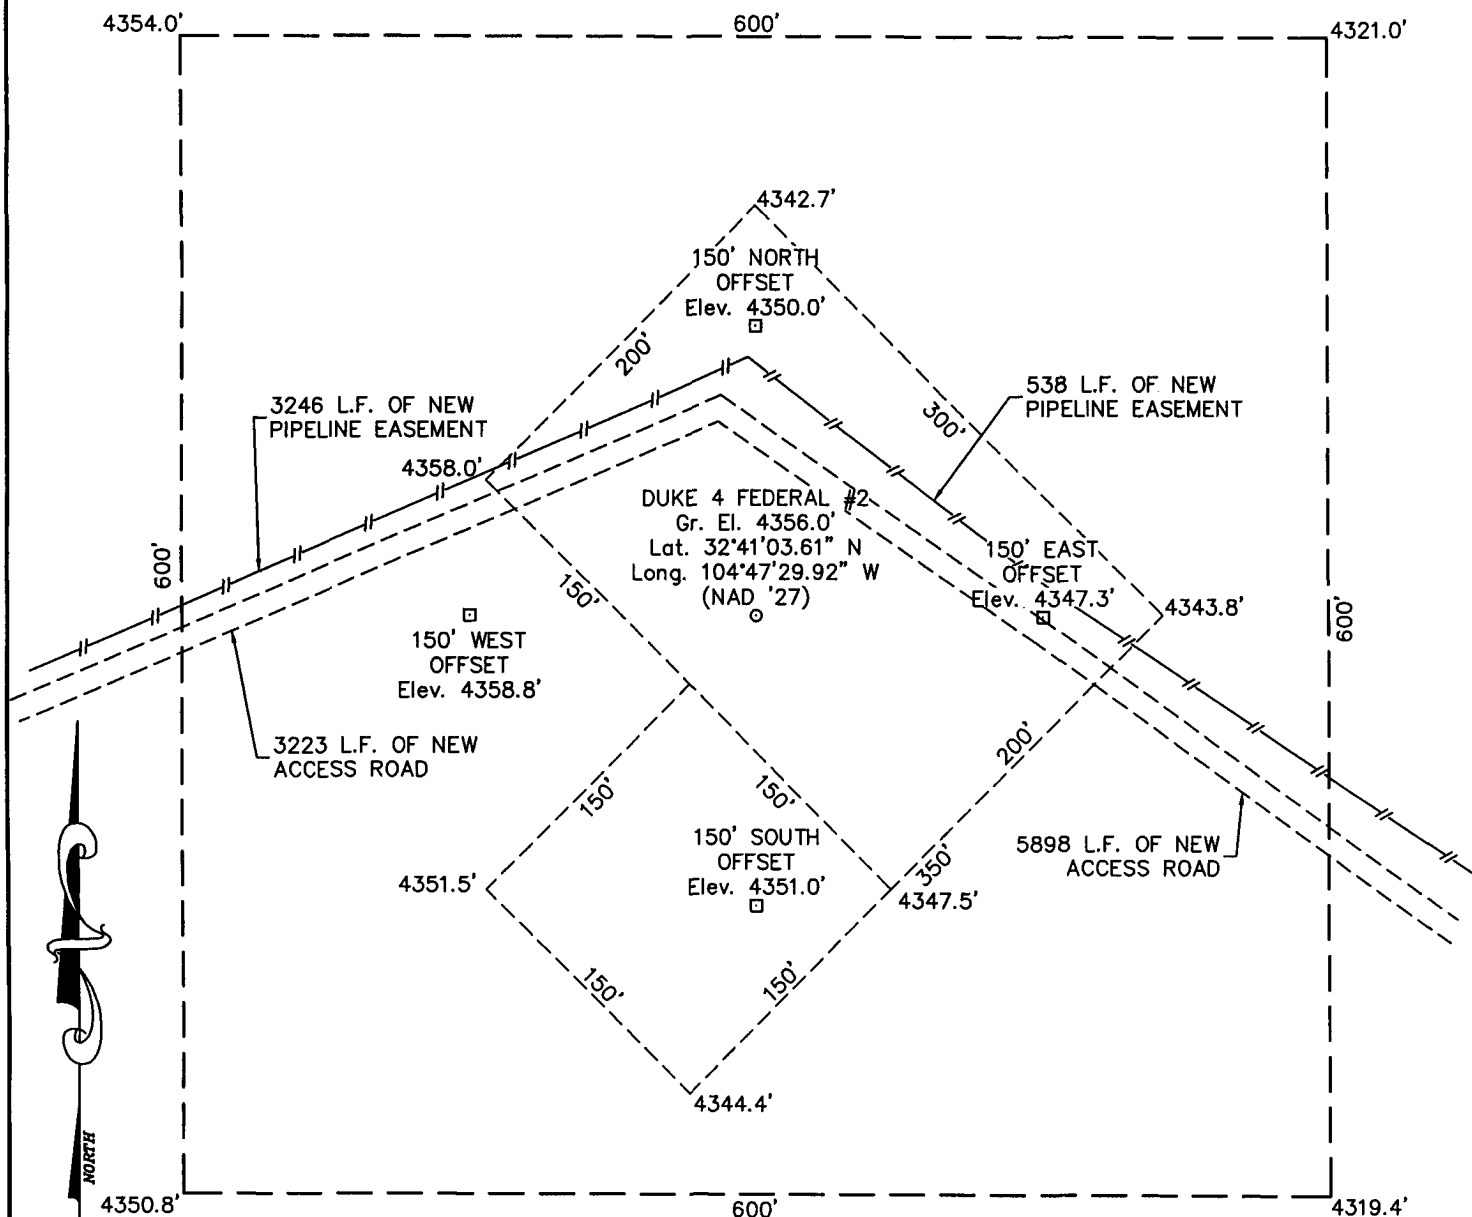 4354.0'
600'
4321.0'
4342.7'
150' NORTH
OFFSET
Elev. 4350.0'
200'
3246 L.F. OF NEW
PIPELINE EASEMENT
538 L.F. OF NEW
PIPELINE EASEMENT
300'
4358.0'
DUKE 4 FEDERAL #2
Gr. El. 4356.0'
Lat. 32°41'03.61" N
Long. 104°47'29.92" W
(NAD '27)
600'
150'
150' EAST
OFFSET
Elev. 4347.3'
4343.8'
600'
150' WEST
OFFSET
Elev. 4358.8'
3223 L.F. OF NEW
ACCESS ROAD
200'
150'
150'
150' SOUTH
OFFSET
Elev. 4351.0'
5898 L.F. OF NEW
ACCESS ROAD
350'
4351.5'
4347.5'
150'
150'
4344.4'
NORTH
4350.8'
600'
4319.4'